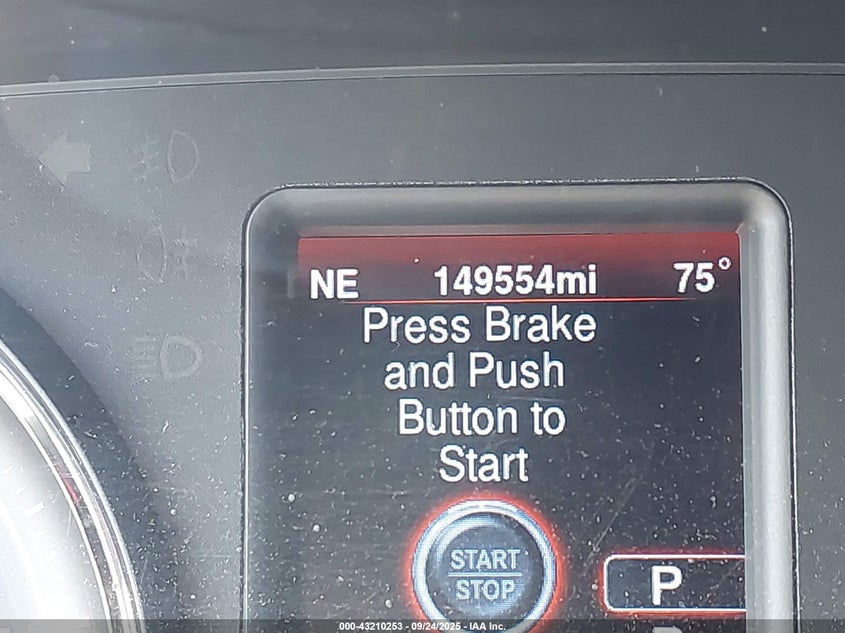 NE 149554mi 75°
Press Brake
and Push
Button to
Start
START
STOP
P
000-43210253 - 09/24/2025 - IAA Inc.